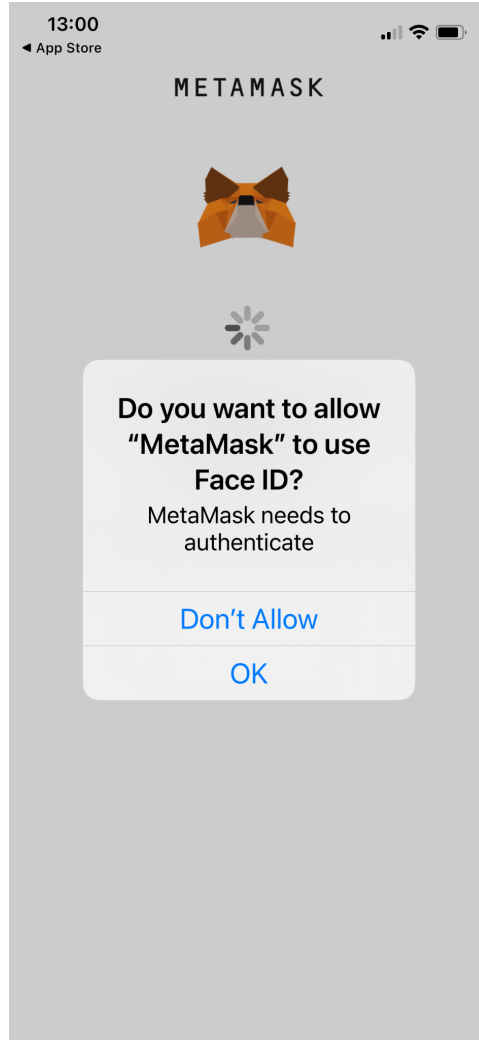 13:00
◀ App Store
METAMASK
Do you want to allow
“MetaMask” to use
Face ID?
MetaMask needs to
authenticate
Don’t Allow
OK